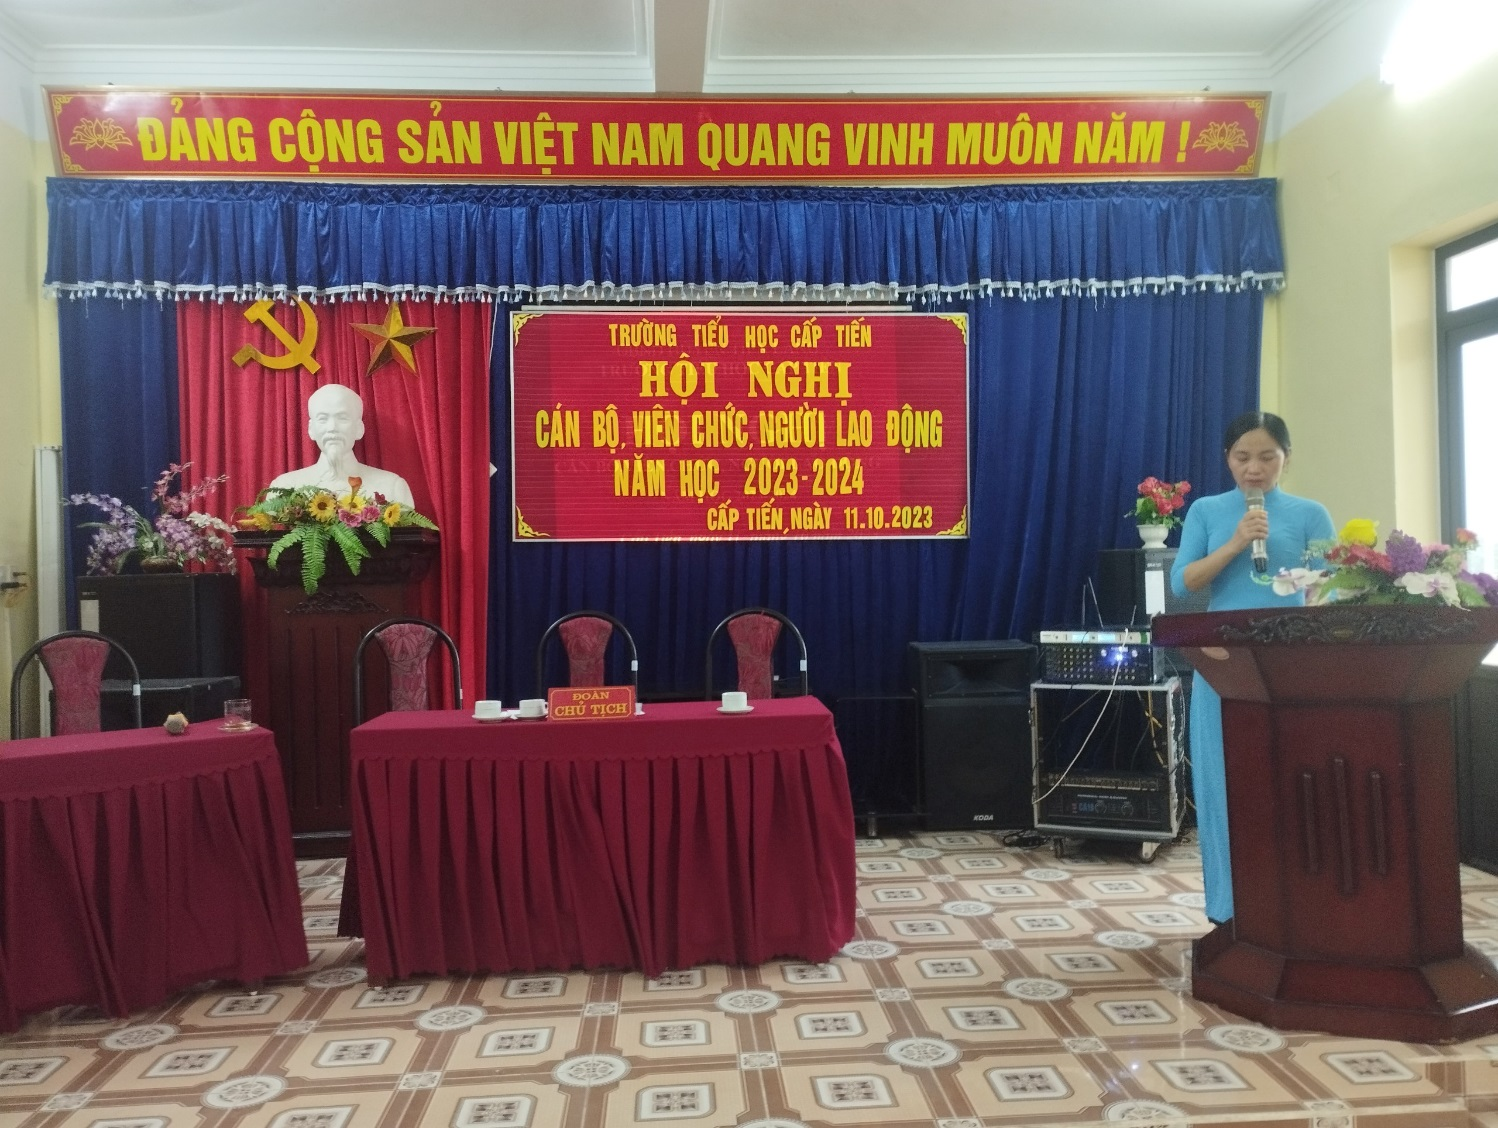 ĐẢNG CỘNG SẢN VIỆT NAM QUANG VINH MUÔN NĂM !
TRƯỜNG TIỂU HỌC CẤP TIẾN
HỘI NGHỊ
CÁN BỘ, VIÊN CHỨC, NGƯỜI LAO ĐỘNG
NĂM HỌC 2023-2024
CẤP TIẾN, NGÀY 11.10.2023
ĐOÀN
CHỦ TỊCH
KODA